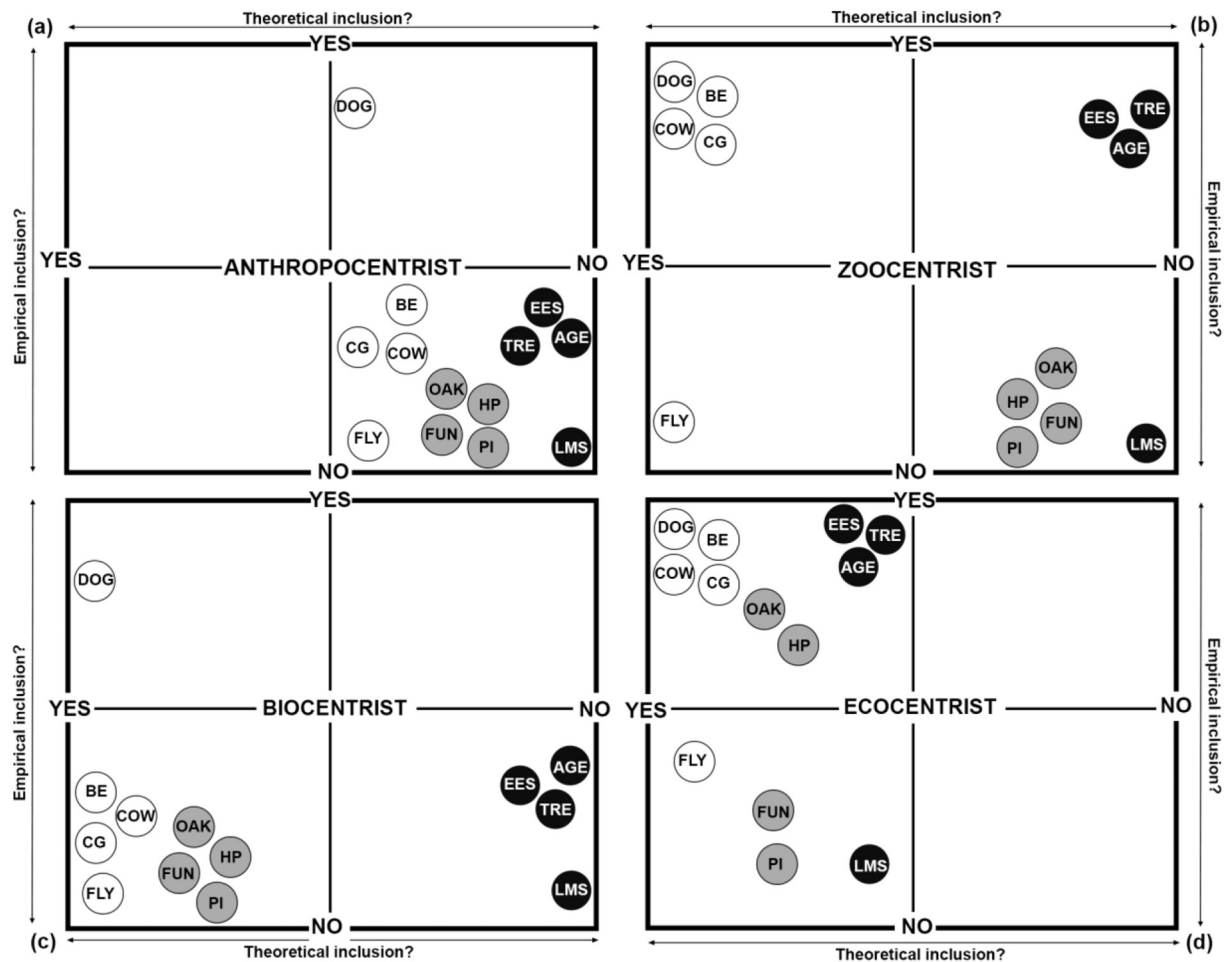 (a)
Theoretical inclusion?
YES
Empirical inclusion?
DOG
YES
ANTHROPOCENTRIST
NO
BE
EES
CG
COW
TRE
AGE
OAK
HP
FLY
FUN
PI
LMS
NO
(b)
Theoretical inclusion?
YES
Empirical inclusion?
DOG
BE
COW
CG
EES
TRE
AGE
YES
ZOOCENTRIST
NO
OAK
HP
FLY
FUN
PI
LMS
NO
(c)
YES
Empirical inclusion?
DOG
YES
BIOCENTRIST
NO
BE
COW
CG
OAK
HP
FLY
FUN
PI
EES
AGE
TRE
LMS
NO
Theoretical inclusion?
(d)
YES
Empirical inclusion?
DOG
BE
COW
CG
EES
TRE
AGE
OAK
HP
YES
ECOCENTRIST
NO
FLY
FUN
PI
LMS
NO
Theoretical inclusion?